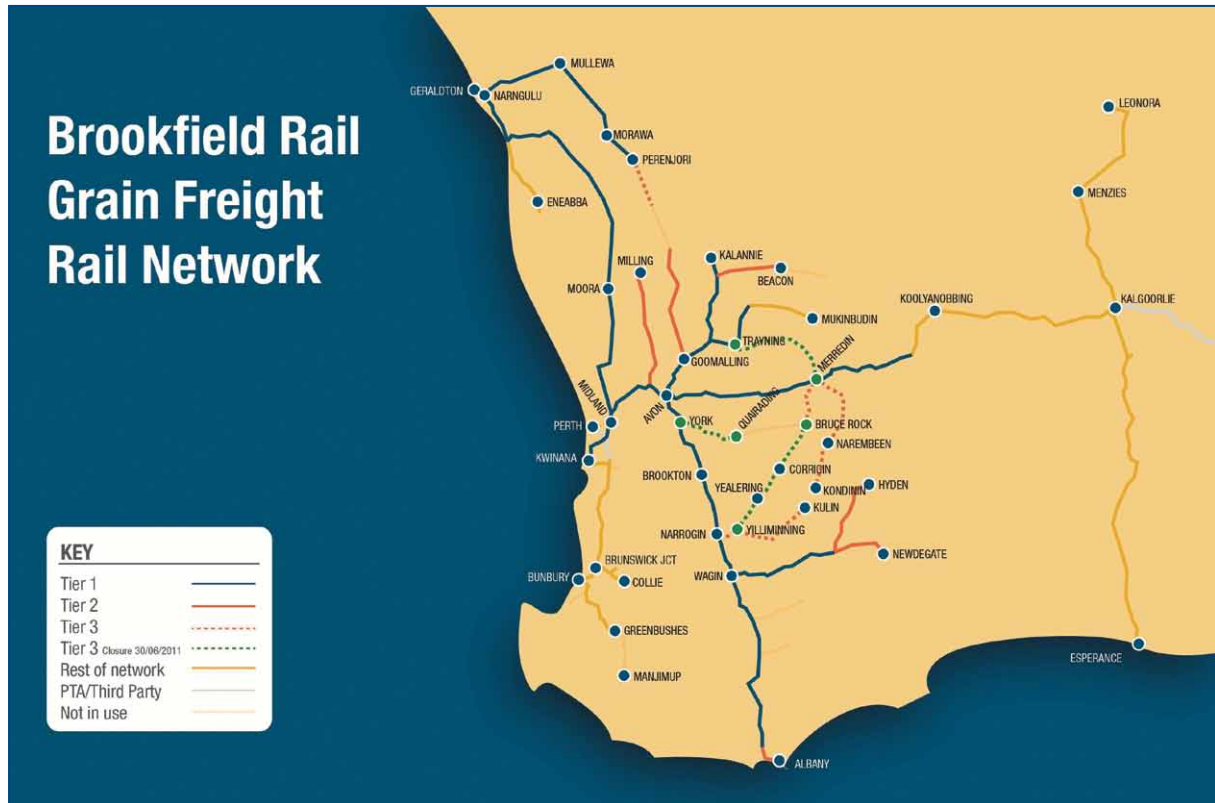 Brookfield Rail
Grain Freight
Rail Network
MULLEWA
GERALDTON
NARNGULU
LEONORA
MORAWA
PERENJORI
MENZIES
ENEABBA
KALANNIE
MILLING
BEACON
MOORA
KOOLYANOBBING
KALGOORLIE
MUKINBUDIN
TRAYNING
GOOMALLING
MERREDIN
MIDLAND
AVON
PERTH
YORK
QUAIRADING
BRUCE ROCK
NAREMBEEN
KWINANA
BROOKTON
CORRIGIN
YEALERING
KONDININ
HYDEN
KULIN
NARROGIN
YILLIMINNING
NEWDEGATE
BRUNSWICK JCT
BUNBURY
COLLIE
WAGIN
GREENBUSHES
MANJIMUP
ESPERANCE
ALBANY
KEY
Tier 1
Tier 2
Tier 3
Tier 3 Closure 30/06/2011
Rest of network
PTA/Third Party
Not in use